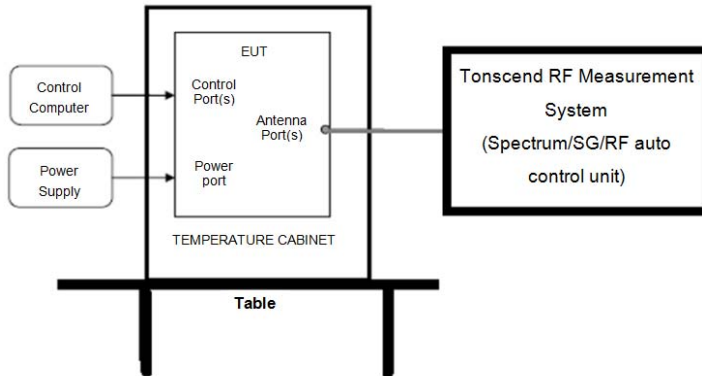 EUT
Control
Computer
Control
Port(s)
Antenna
Port(s)
Power
Supply
Power
port
TEMPERATURE CABINET
Table
Tonscend RF Measurement
System
(Spectrum/SG/RF auto
control unit)